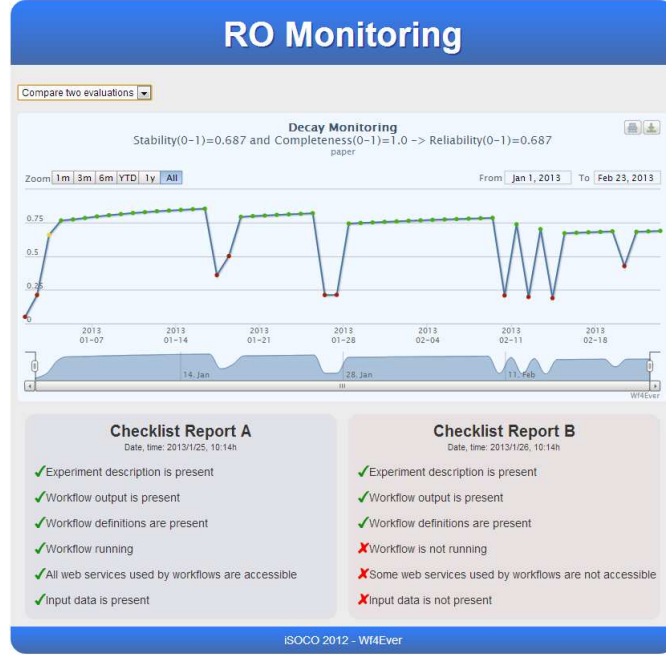 RO Monitoring
Compare two evaluations
Decay Monitoring
Stability(0-1)=0.687 and Completeness(0-1)=1.0 -> Reliability(0-1)=0.687
paper
Zoom 1m 3m 6m YTD 1y All From Jan 1, 2013 To Feb 23, 2013
0.75
0.5
0.25
0
2013 2013 2013 2013 2013 2013 2013
01-07 01-14 01-21 01-28 02-04 02-11 02-18
14. Jan 28. Jan 11. Feb
Wf4Ever
Checklist Report A
Date, time: 2013/1/25, 10:14h
✓Experiment description is present
✓Workflow output is present
✓Workflow definitions are present
✓Workflow running
✓All web services used by workflows are accessible
✓Input data is present
Checklist Report B
Date, time: 2013/1/26, 10:14h
✓Experiment description is present
✓Workflow output is present
✓Workflow definitions are present
✗Workflow is not running
✗Some web services used by workflows are not accessible
✗Input data is not present
iSOCO 2012 - Wf4Ever